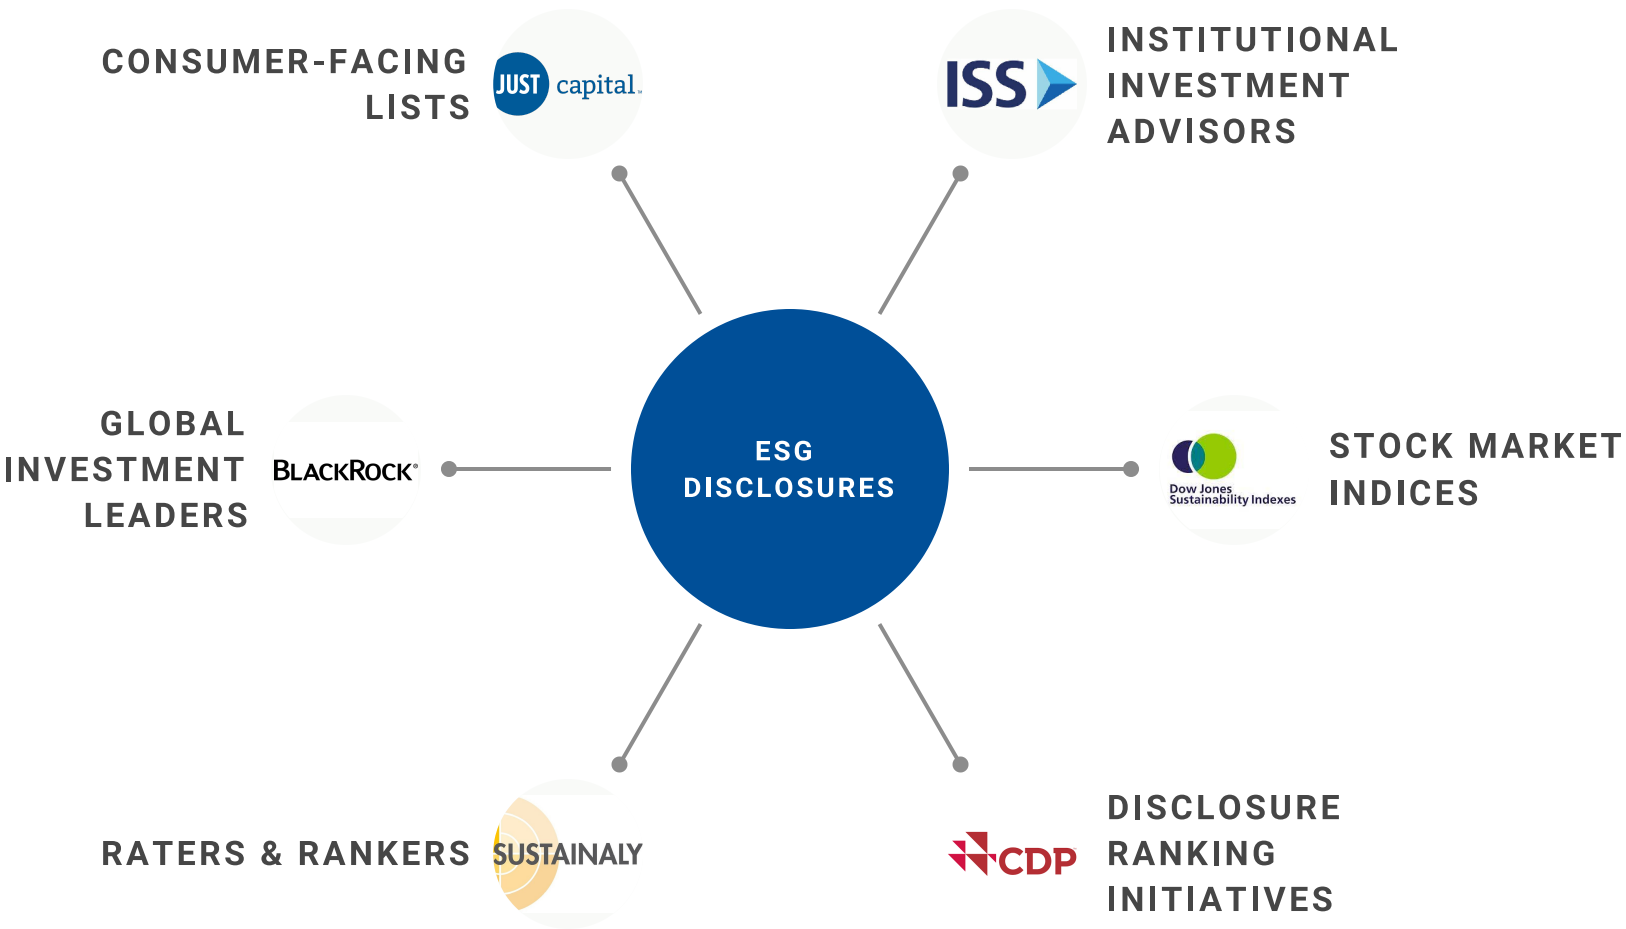 CONSUMER-FACING
LISTS
JUST capital
ISS
INSTITUTIONAL
INVESTMENT
ADVISORS
GLOBAL
INVESTMENT
LEADERS
BLACKROCK®
ESG
DISCLOSURES
Dow Jones
Sustainability Indexes
STOCK MARKET
INDICES
RATERS & RANKERS
SUSTAINALY
CDP
DISCLOSURE
RANKING
INITIATIVES